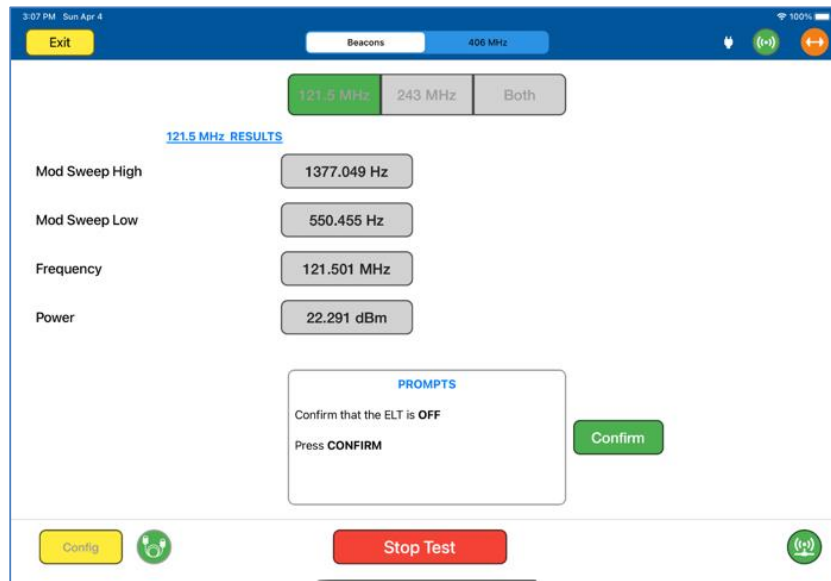 3:07 PM Sun Apr 4
100%
Exit
Beacons
406 MHz
121.5 MHz
243 MHz
Both
121.5 MHz RESULTS
Mod Sweep High
1377.049 Hz
Mod Sweep Low
550.455 Hz
Frequency
121.501 MHz
Power
22.291 dBm
PROMPTS
Confirm that the ELT is OFF
Press CONFIRM
Confirm
Config
Stop Test